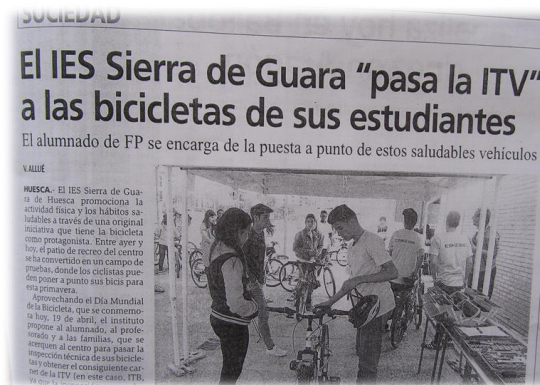 SOCIEDAD
El IES Sierra de Guara “pasa la ITV”
a las bicicletas de sus estudiantes
El alumnado de FP se encarga de la puesta a punto de estos saludables vehículos
V. ALLUÉ
HUESCA.- El IES Sierra de Gua-
ra de Huesca promociona la
actividad física y los hábitos sa-
ludables a través de una original
iniciativa que tiene la bicicleta
como protagonista. Entre ayer y
hoy, el patio de recreo del centro
se ha convertido en un campo de
pruebas, donde los ciclistas pue-
den poner a punto sus bicis para
esta primavera.
Aprovechando el Día Mundial
de la Bicicleta, que se conmemo-
ra hoy, 19 de abril, el instituto
propone al alumnado, al profe-
sorado y a las familias, que se
acerquen al centro para pasar la
inspección técnica de sus bicicle-
tas y obtener el consiguiente car-
net de la ITV (en este caso, ITB,
ya que la